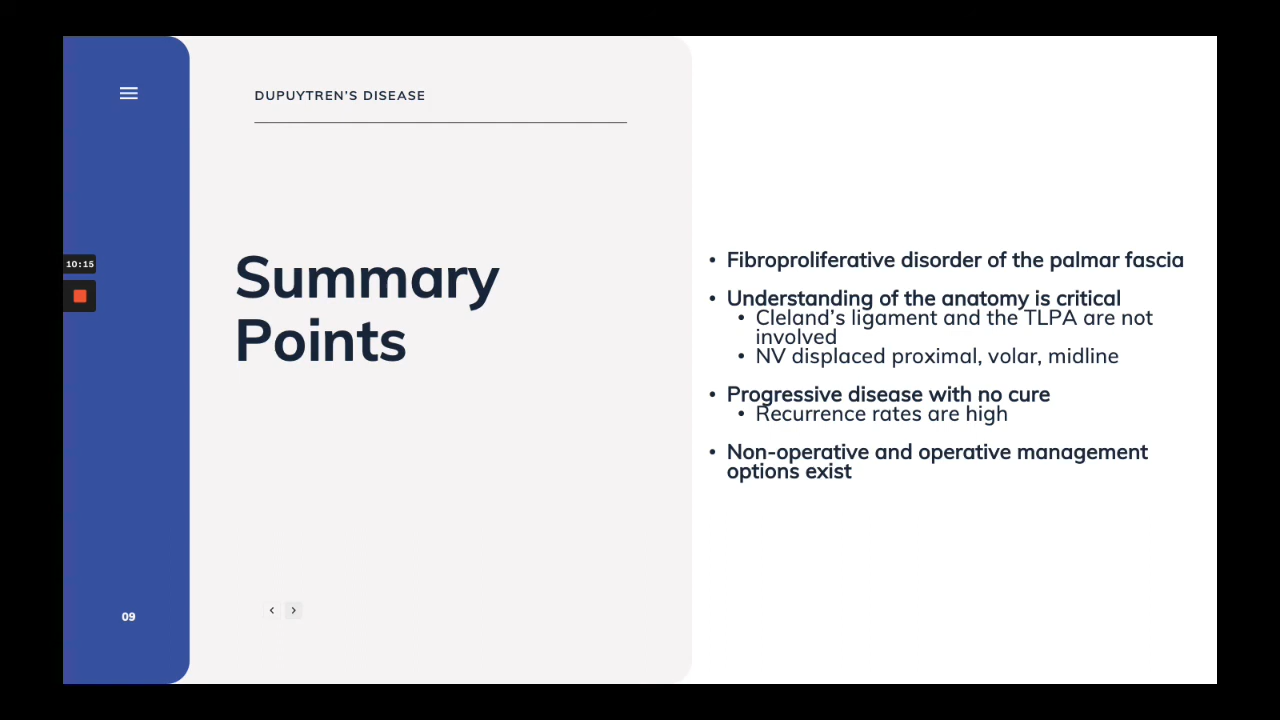 DUPUYTREN'S DISEASE
10:15
Summary
Points
09
• Fibroproliferative disorder of the palmar fascia
• Understanding of the anatomy is critical
• Cleland's ligament and the TLPA are not
involved
• NV displaced proximal, volar, midline
• Progressive disease with no cure
• Recurrence rates are high
• Non-operative and operative management
options exist